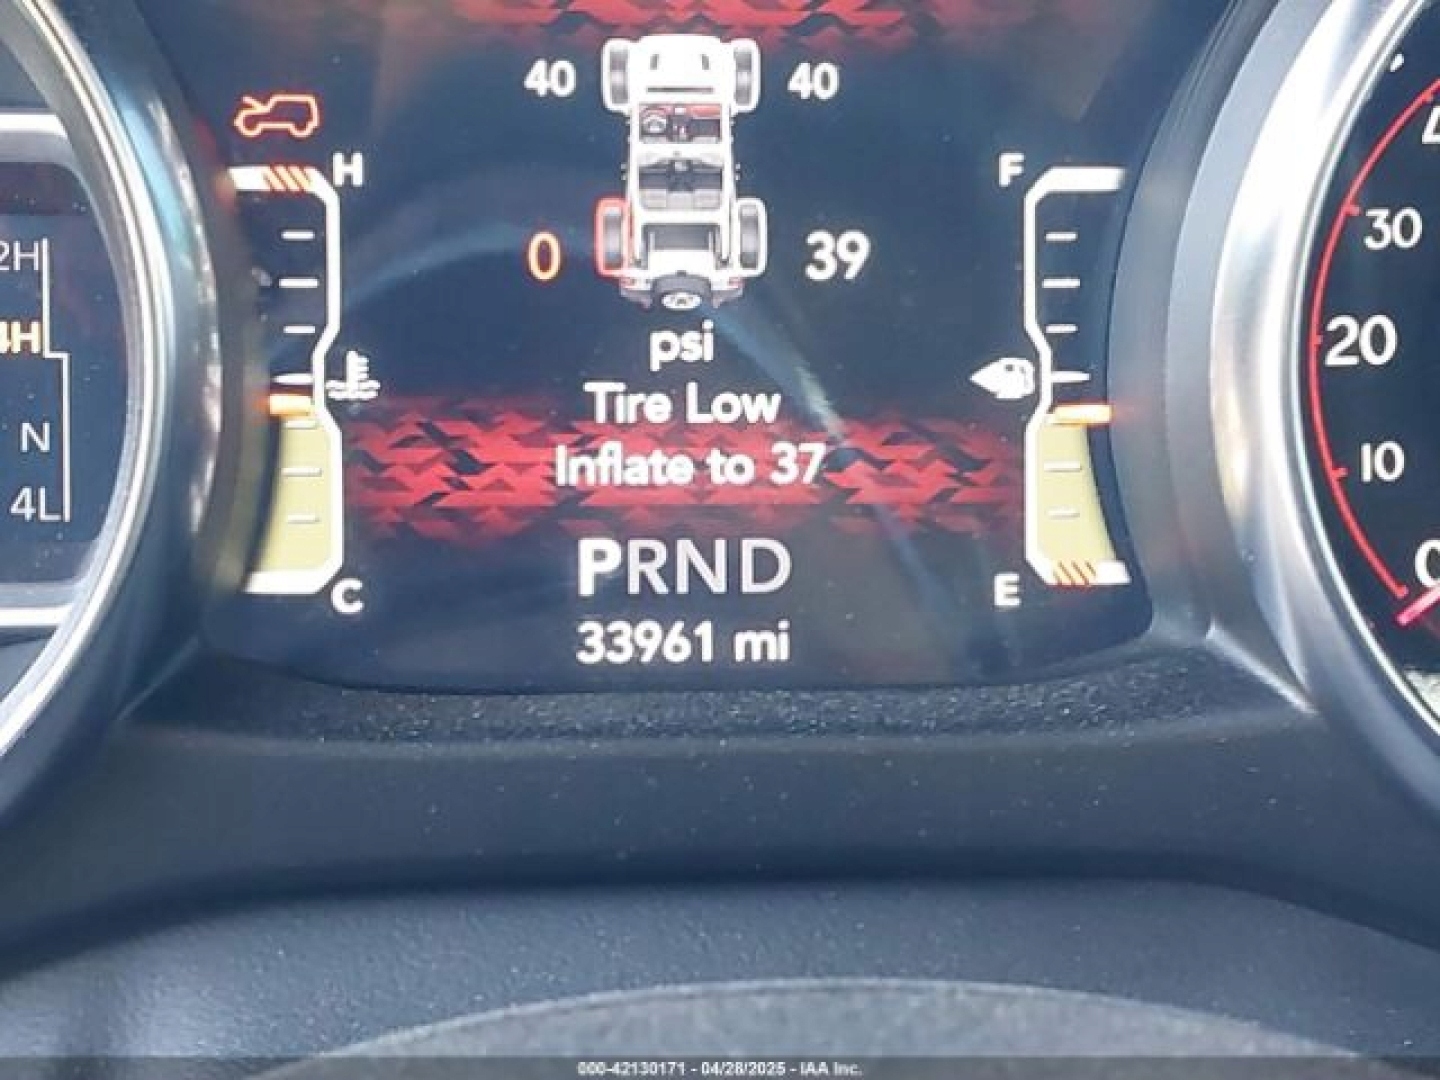 40 40
H F
2H
0 39
30
4H
psi
20
Tire Low
Inflate to 37
N
10
4L
PRND
0
C E
33961 mi
000-42130171 - 04/28/2025 - IAA Inc.